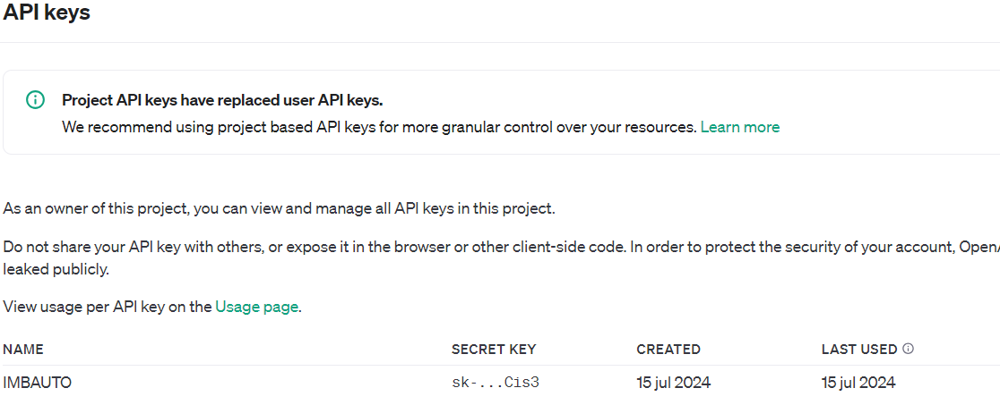 API keys
Project API keys have replaced user API keys.
We recommend using project based API keys for more granular control over your resources. Learn more
As an owner of this project, you can view and manage all API keys in this project.
Do not share your API key with others, or expose it in the browser or other client-side code. In order to protect the security of your account, Open
leaked publicly.
View usage per API key on the Usage page.
NAME SECRET KEY CREATED LAST USED
IMBAUTO sk-...Cis3 15 jul 2024 15 jul 2024